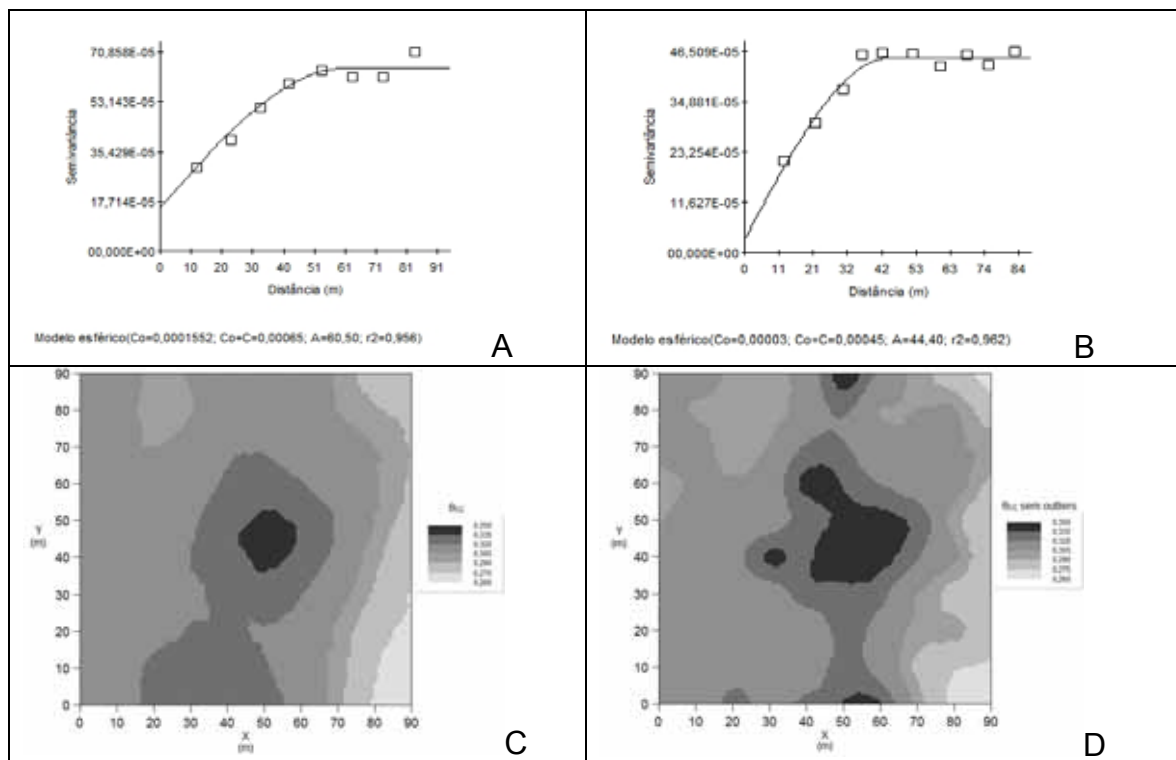 70,858E-05
53,143E-05
35,429E-05
17,714E-05
00,000E+00
Semivariância
0 10 20 30 41 51 61 71 81 91
Distância (m)
Modelo esférico(Co=0,0001552; Co+C=0,00065; A=60,50; r2=0,956)
A
46,509E-05
34,881E-05
23,254E-05
11,627E-05
00,000E+00
Semivariância
0 11 21 32 42 53 63 74 84
Distância (m)
Modelo esférico(Co=0,00003; Co+C=0,00045; A=44,40; r2=0,962)
B
90
80
70
60
50
40
30
20
10
0
Y
(m)
0 10 20 30 40 50 60 70 80 90
X
(m)
C
90
80
70
60
50
40
30
20
10
0
Y
(m)
0 10 20 30 40 50 60 70 80 90
X
(m)
sem outliers
D